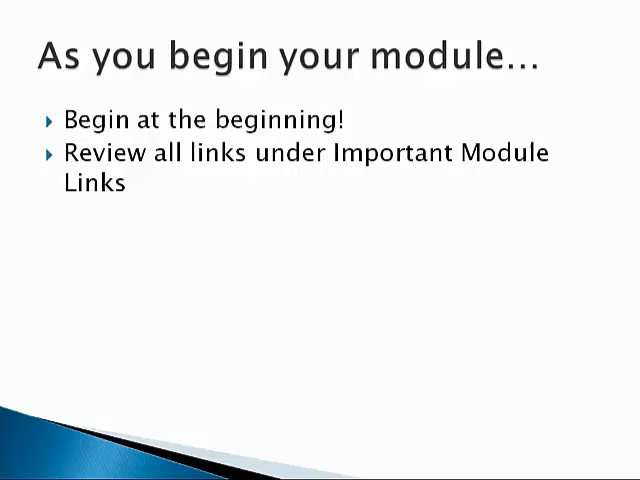 As you begin your module...
Begin at the beginning!
Review all links under Important Module
Links